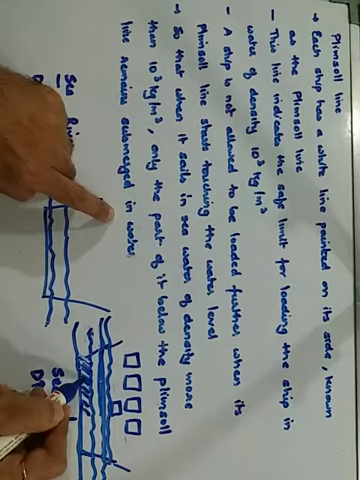 Plimsoll line
→ Each ship has a white line painted on its side, known
as the Plimsoll line
- This line indicates the safe limit for loading the ship in
water of density 10³ kg/m³
- A ship is not allowed to be loaded further when its
Plimsoll line starts touching the water level
→ So that when it sails in sea water of density more
than 10³ kg/m³, only the part of it below the plimsoll
line remains submerged in water
Sea